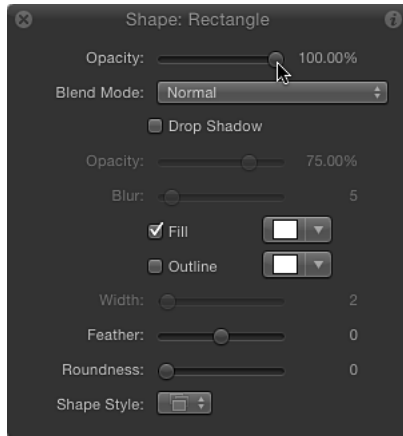 Shape: Rectangle
Opacity: 100.00%
Blend Mode: Normal
Drop Shadow
Opacity: 75.00%
Blur: 5
Fill
Outline
Width: 2
Feather: 0
Roundness: 0
Shape Style: